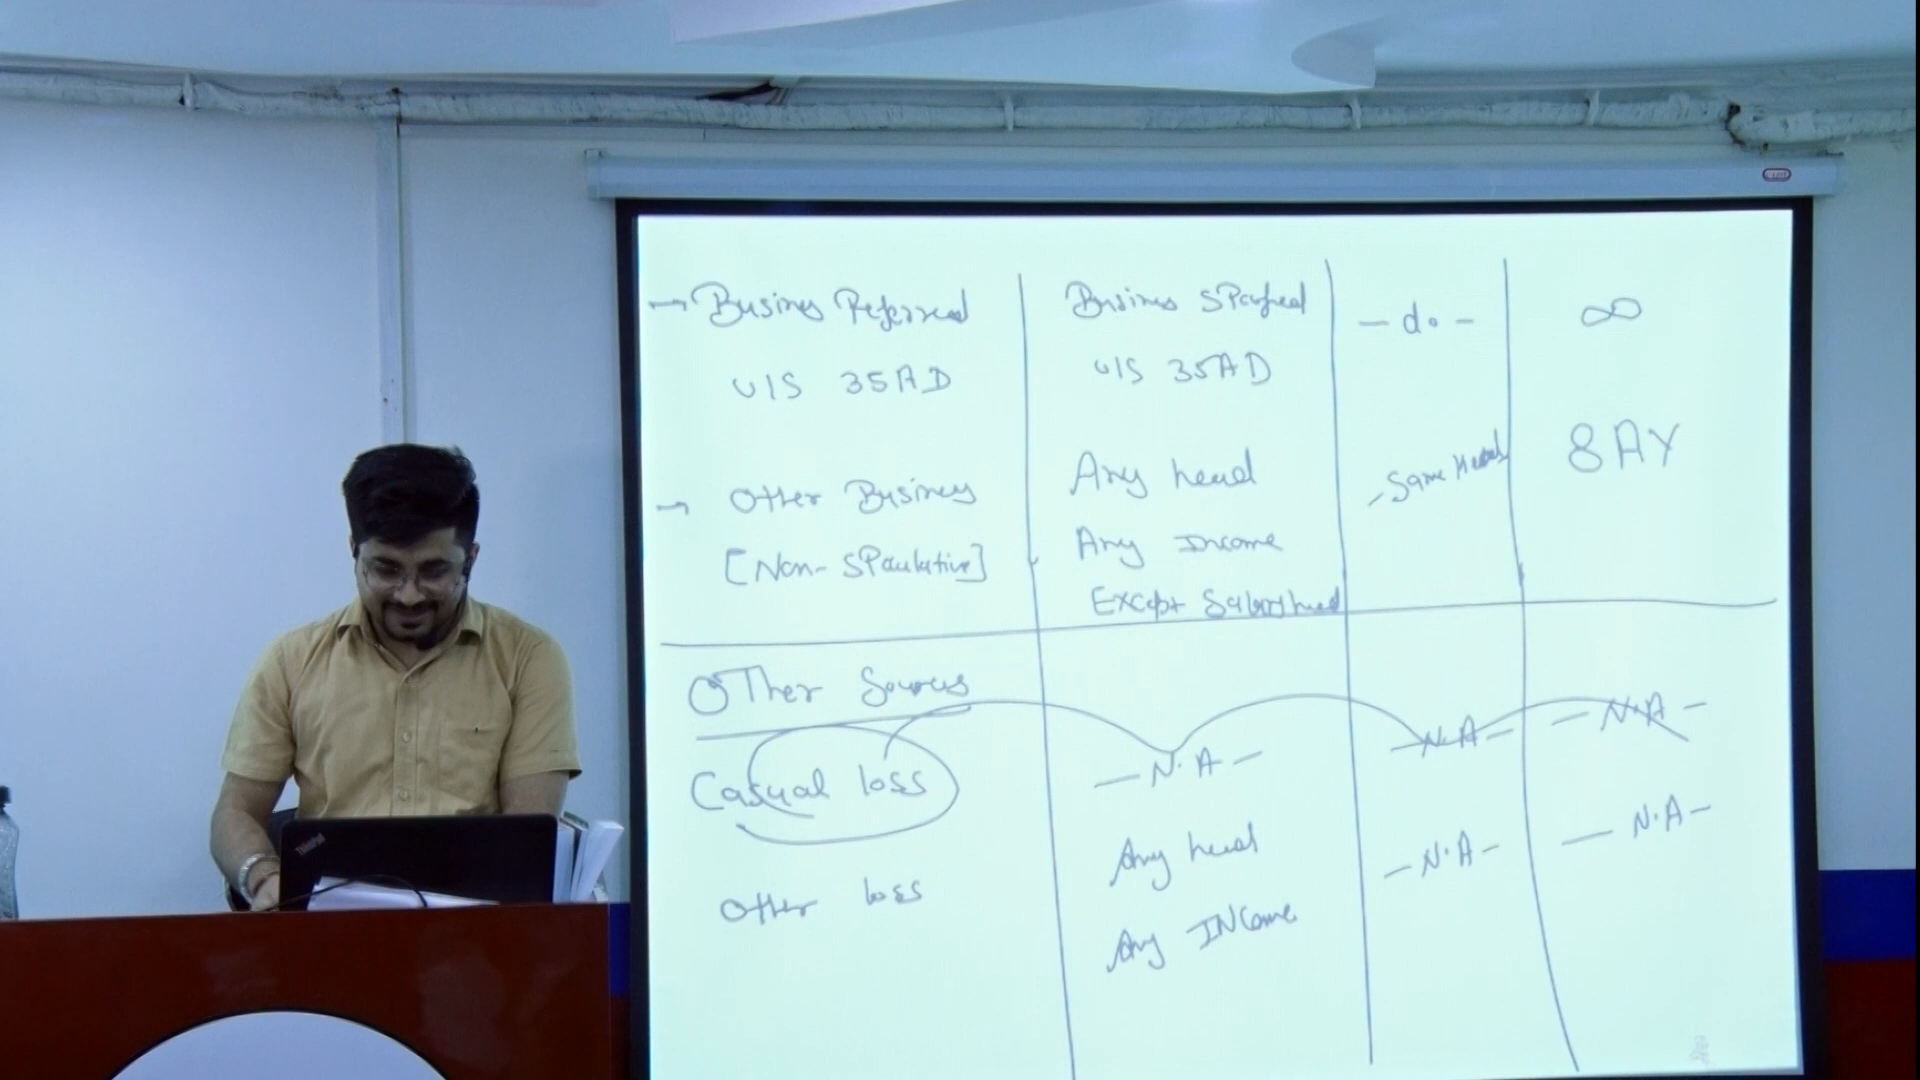 → Business Referred
U/S 35AD
Business Specified
U/S 35AD
- do -
∞
→ Other Business
[Non-Speculative]
Any head
Any Income
Except Salary head
- Same Head
8 AY
Other Sources
Casual loss
- N.A -
- N.A -
- N.A -
Other loss
Any head
Any INCome
- N.A -
- N.A -
ThinkPad